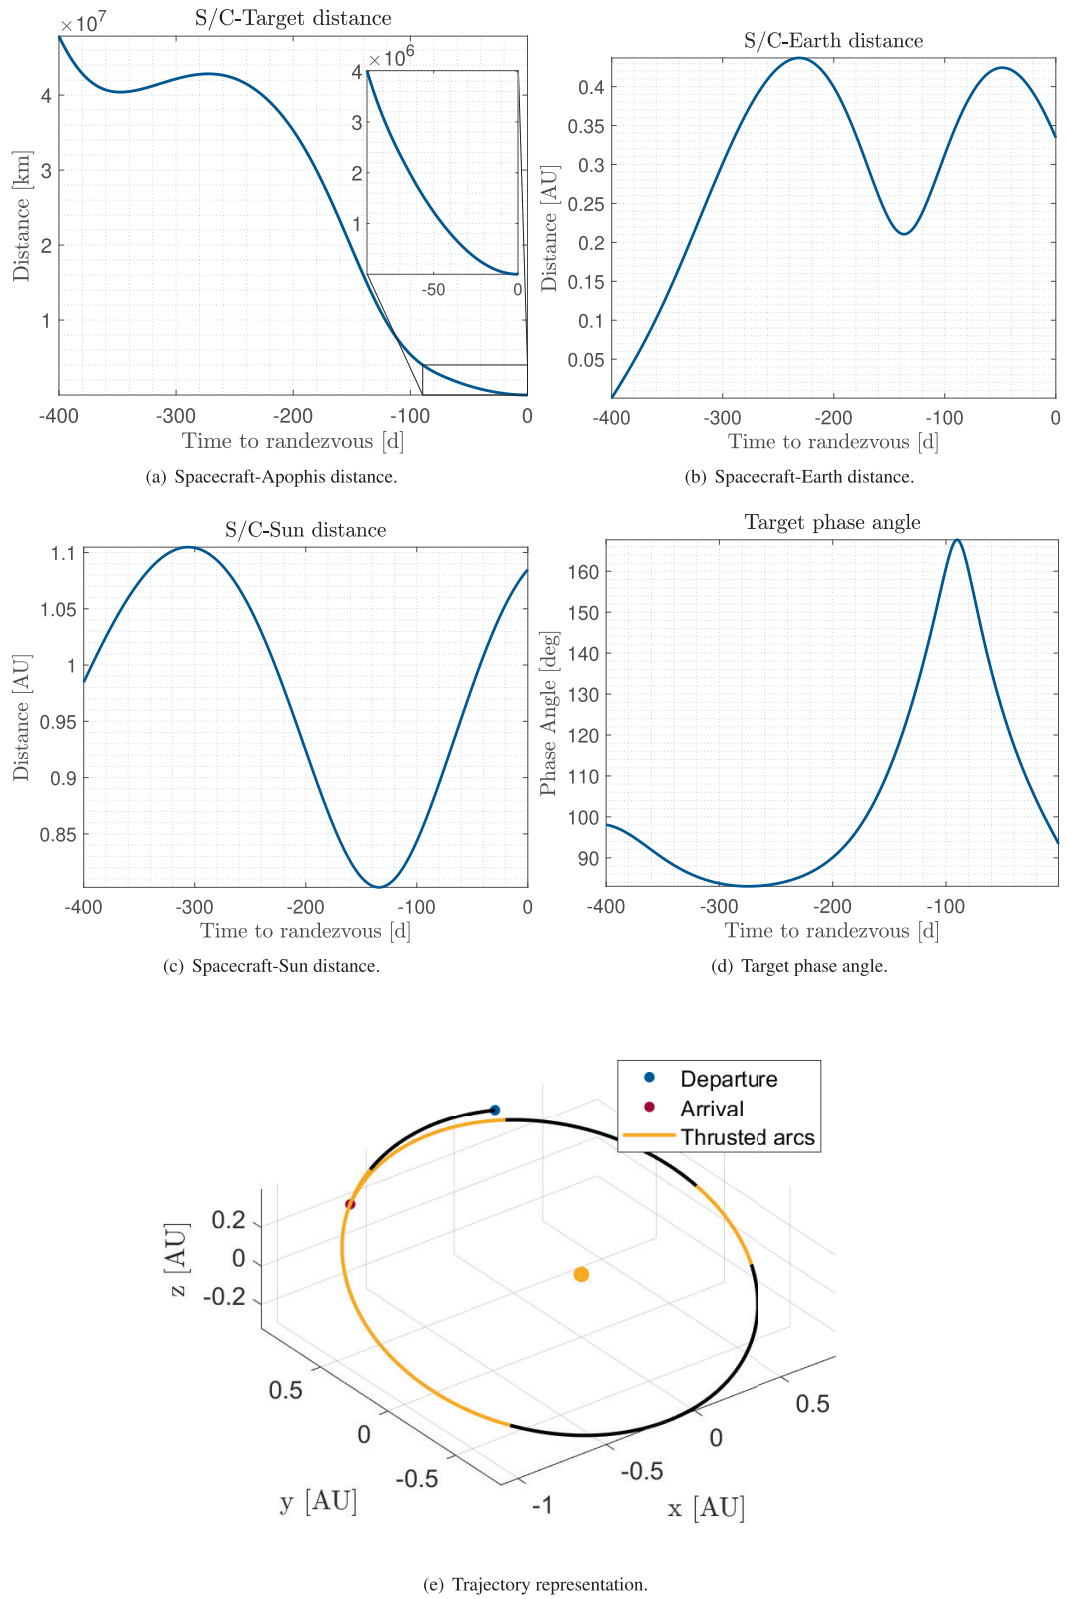 S/C-Target distance
×10⁷
4
3
2
1
-400
-300
-200
-100
0
Distance [km]
Time to randezvous [d]
×10⁶
4
3
2
1
-50
0
(a) Spacecraft-Apophis distance.
S/C-Earth distance
0.4
0.35
0.3
0.25
0.2
0.15
0.1
0.05
-400
-300
-200
-100
0
Distance [AU]
Time to randezvous [d]
(b) Spacecraft-Earth distance.
S/C-Sun distance
1.1
1.05
1
0.95
0.9
0.85
-400
-300
-200
-100
0
Distance [AU]
Time to randezvous [d]
(c) Spacecraft-Sun distance.
Target phase angle
160
150
140
130
120
110
100
90
-400
-300
-200
-100
0
Phase Angle [deg]
Time to randezvous [d]
(d) Target phase angle.
Departure
Arrival
Thrusted arcs
0.2
0
-0.2
z [AU]
0.5
0
-0.5
y [AU]
-1
-0.5
0
0.5
x [AU]
(e) Trajectory representation.